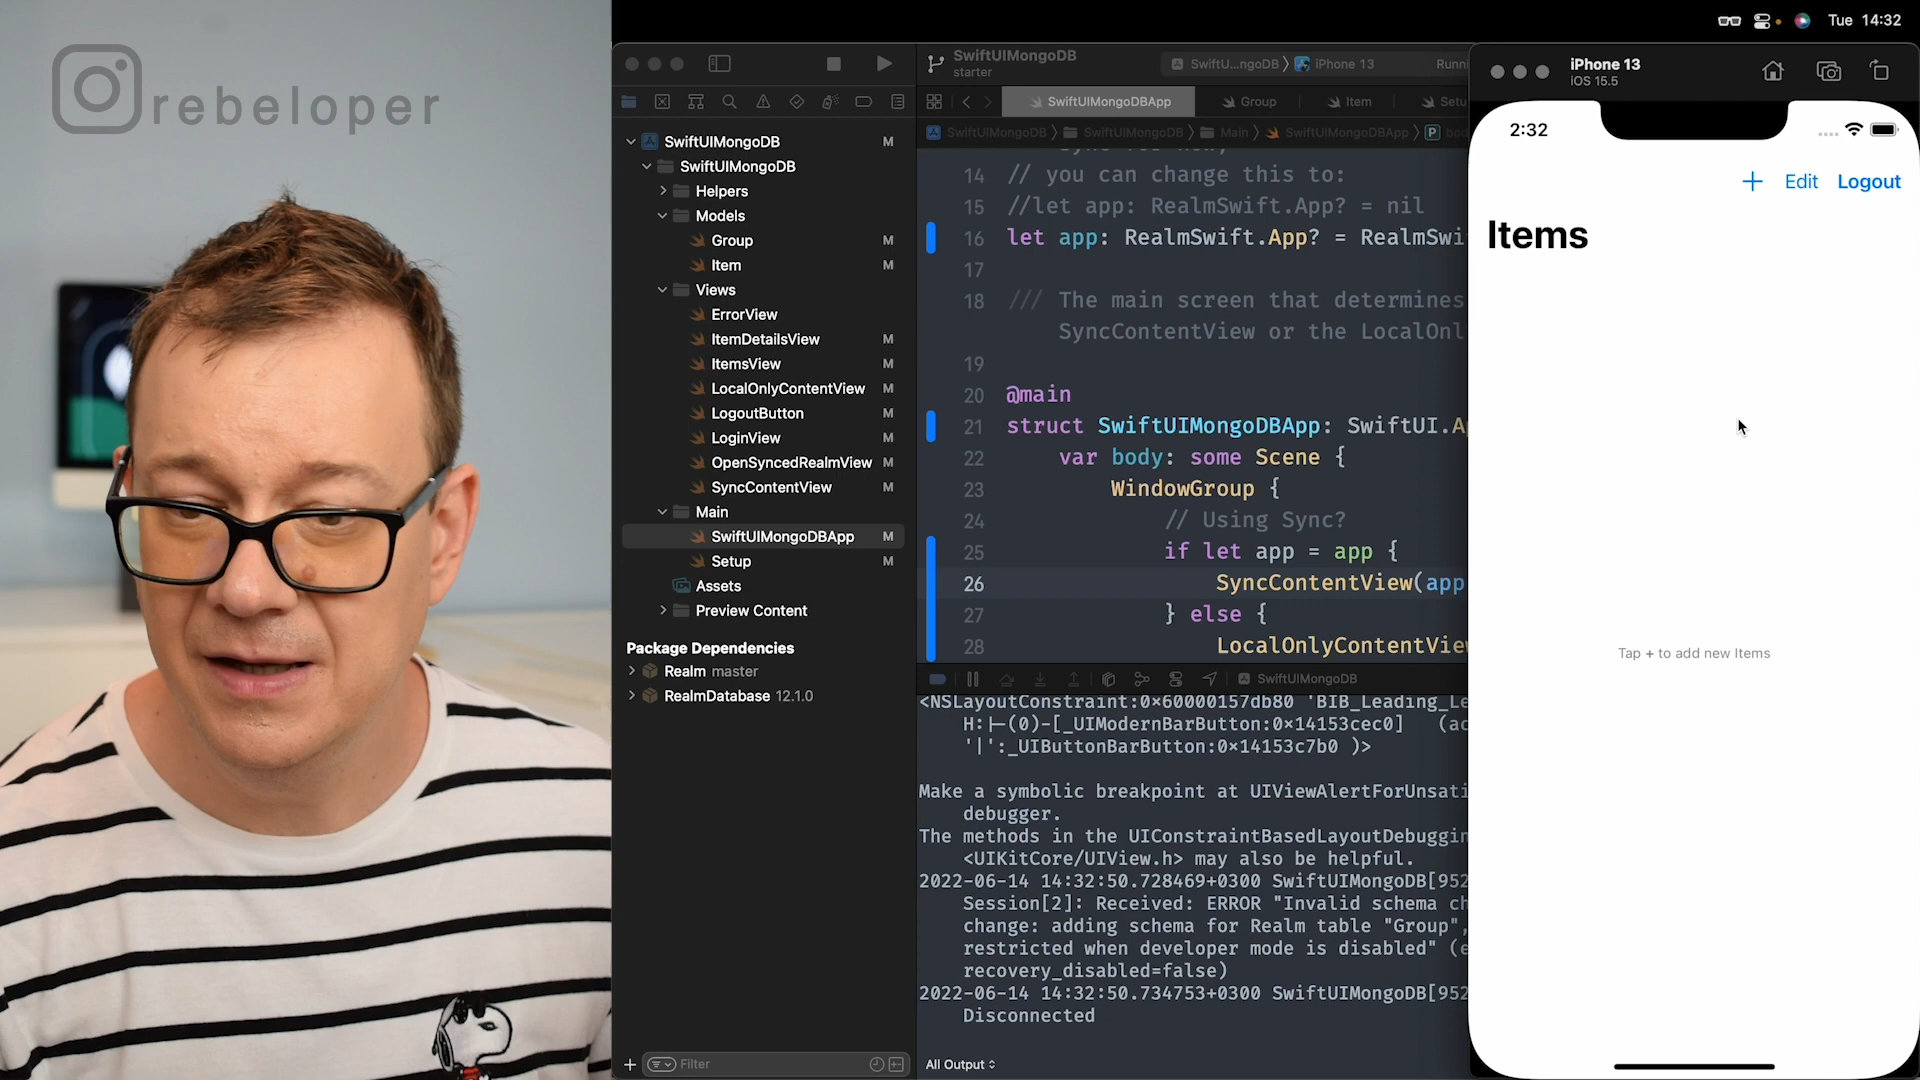 rebeloper
Tue 14:32
SwiftUIMongoDB
starter
SwiftU...ngoDB
iPhone 13
Runni
iPhone 13
iOS 15.5
SwiftUIMongoDBApp
Group
Item
Setu
SwiftUIMongoDB
SwiftUIMongoDB
Main
SwiftUIMongoDBApp
P
SwiftUIMongoDB M
SwiftUIMongoDB
Helpers
Models
Group M
Item M
Views
ErrorView
ItemDetailsView M
ItemsView M
LocalOnlyContentView M
LogoutButton M
LoginView M
OpenSyncedRealmView M
SyncContentView M
Main
SwiftUIMongoDBApp M
Setup M
Assets
Preview Content
Package Dependencies
Realm master
RealmDatabase 12.1.0
Filter
14 // you can change this to:
15 //let app: RealmSwift.App? = nil
16 let app: RealmSwift.App? = RealmSwi
17
18 /// The main screen that determines
SyncContentView or the LocalOnl
19
20 @main
21 struct SwiftUIMongoDBApp: SwiftUI.Ap
22 var body: some Scene {
23 WindowGroup {
24 // Using Sync?
25 if let app = app {
26 SyncContentView(app
27 } else {
28 LocalOnlyContentView
SwiftUIMongoDB
<NSLayoutConstraint:0x60000157db80 'BIB_Leading_Le
H:|-(0)-[_UIModernBarButton:0x14153cec0] (ac
'|':_UIButtonBarButton:0x14153c7b0 )>
Make a symbolic breakpoint at UIViewAlertForUnsati
debugger.
The methods in the UIConstraintBasedLayoutDebuggin
<UIKitCore/UIView.h> may also be helpful.
2022-06-14 14:32:50.728469+0300 SwiftUIMongoDB[952
Session[2]: Received: ERROR "Invalid schema ch
change: adding schema for Realm table "Group",
restricted when developer mode is disabled" (e
recovery_disabled=false)
2022-06-14 14:32:50.734753+0300 SwiftUIMongoDB[952
Disconnected
All Output
2:32
+ Edit Logout
Items
Tap + to add new Items